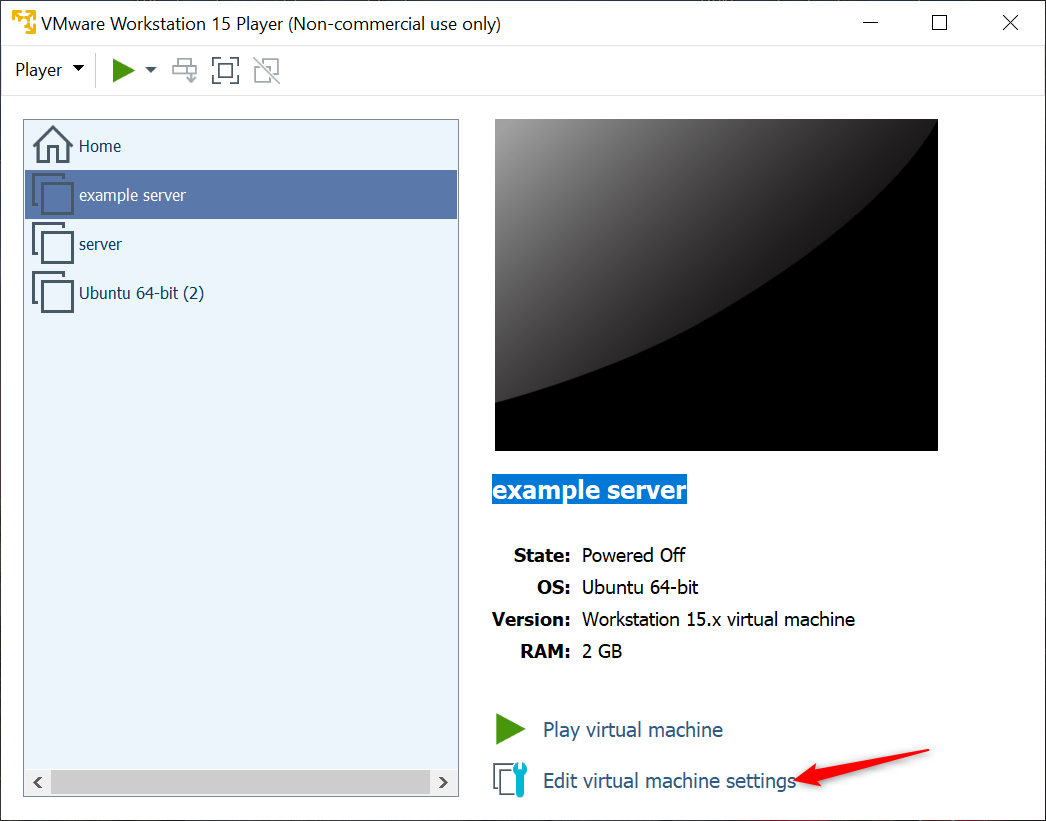 VMware Workstation 15 Player (Non-commercial use only)
Player
Home
example server
server
Ubuntu 64-bit (2)
example server
State: Powered Off
OS: Ubuntu 64-bit
Version: Workstation 15.x virtual machine
RAM: 2 GB
Play virtual machine
Edit virtual machine settings